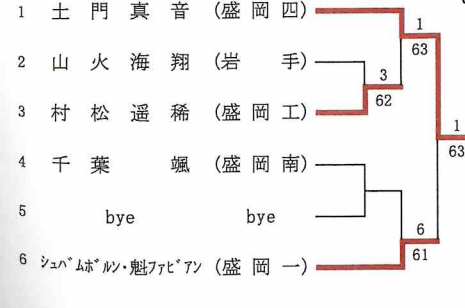 1 土門真音 (盛岡四)
1
63
2 山火海翔 (岩手)
3
62
3 村松遥稀 (盛岡工)
1
63
4 千葉颯 (盛岡南)
5 bye bye
6
61
6 シュバムボルン・魁ファビアン (盛岡一)